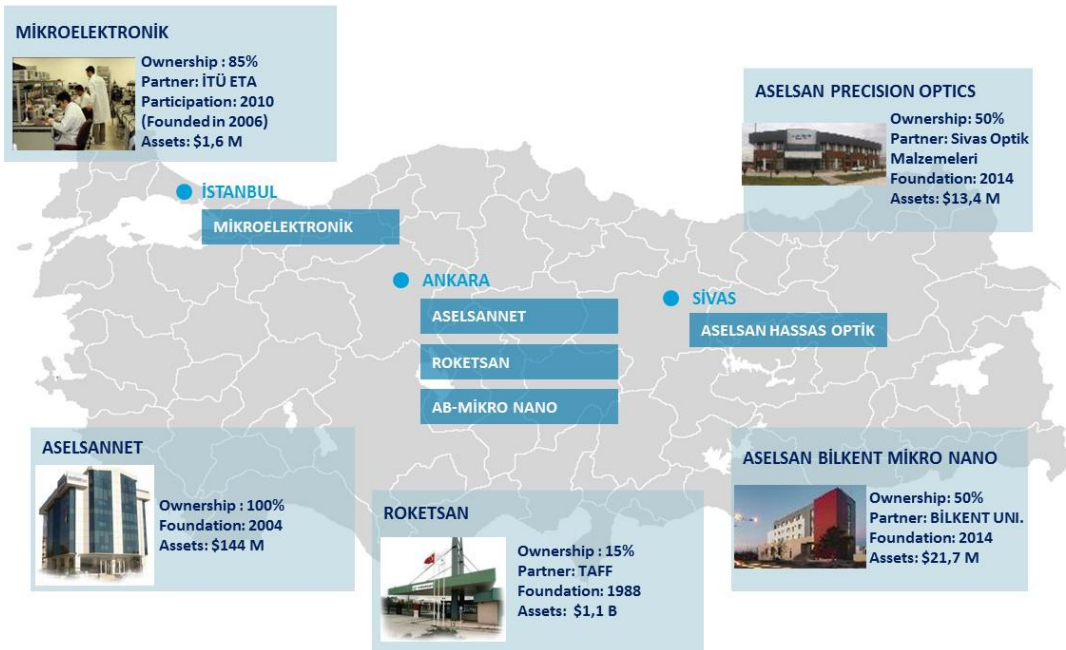 MİKROELEKTRONİK
Ownership : 85%
Partner: İTÜ ETA
Participation: 2010
(Founded in 2006)
Assets: $1,6 M
ASELSAN PRECISION OPTICS
Ownership: 50%
Partner: Sivas Optik
Malzemeleri
Foundation: 2014
Assets: $13,4 M
İSTANBUL
MİKROELEKTRONİK
ANKARA
ASELSANNET
ROKETSAN
AB-MİKRO NANO
SİVAS
ASELSAN HASSAS OPTİK
ASELSANNET
Ownership : 100%
Foundation: 2004
Assets: $144 M
ROKETSAN
Ownership : 15%
Partner: TAFF
Foundation: 1988
Assets:  $1,1 B
ASELSAN BİLKENT MİKRO NANO
Ownership: 50%
Partner: BİLKENT UNI.
Foundation: 2014
Assets: $21,7 M